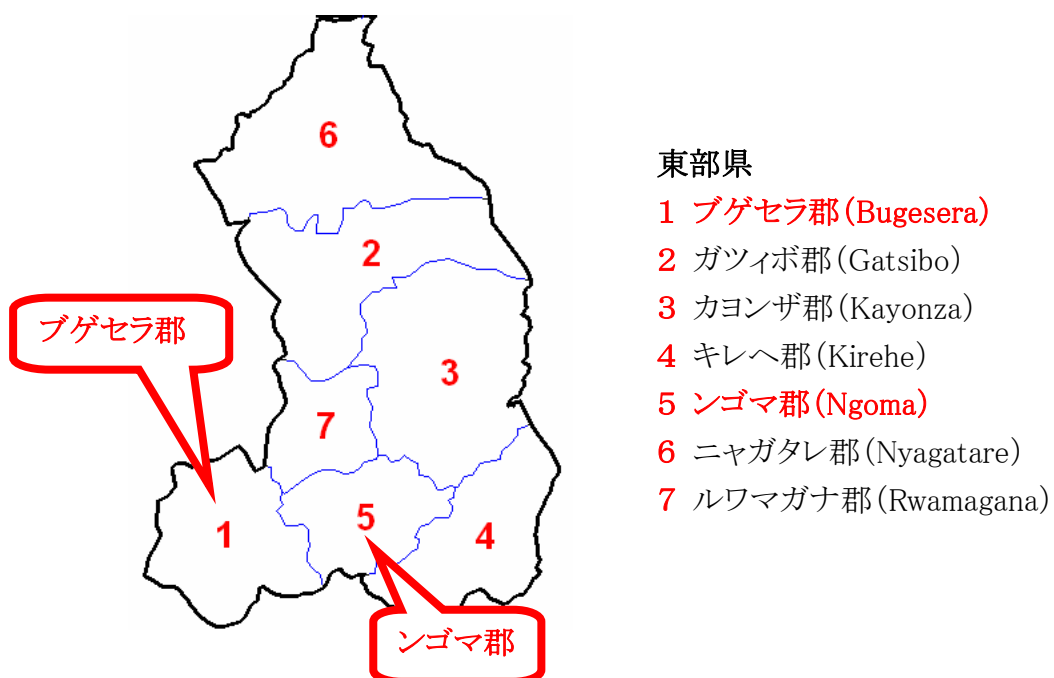 6
2
3
7
1
5
4
ブゲセラ郡
ンゴマ郡
東部県
1 ブゲセラ郡(Bugesera)
2 ガツィボ郡(Gatsibo)
3 カヨンザ郡(Kayonza)
4 キレヘ郡(Kirehe)
5 ンゴマ郡(Ngoma)
6 ニャガタレ郡(Nyagatare)
7 ルワマガナ郡(Rwamagana)